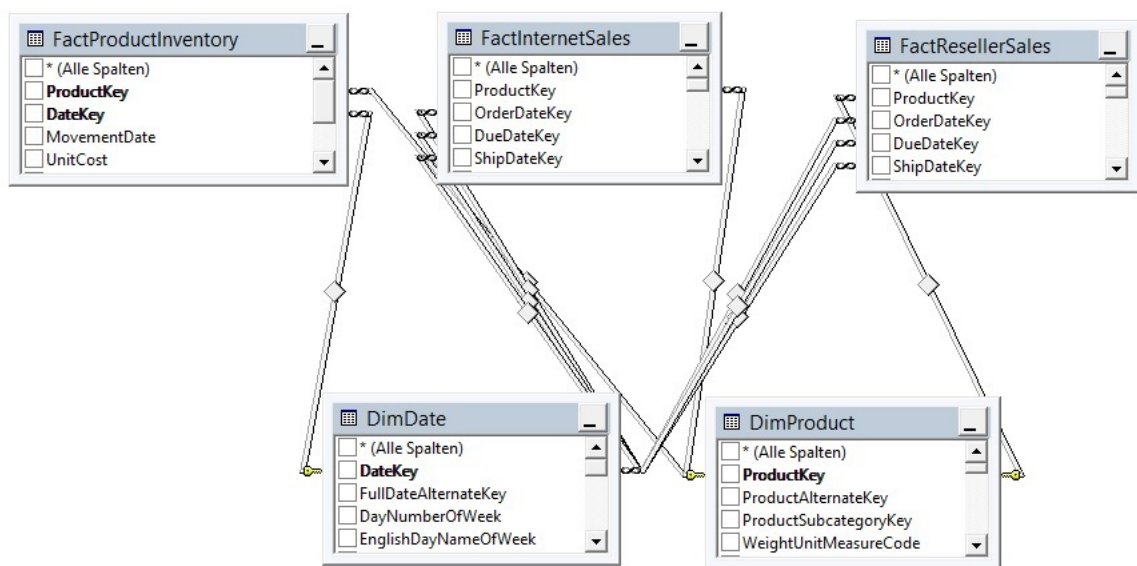 FactProductInventory
* (Alle Spalten)
ProductKey
DateKey
MovementDate
UnitCost
FactInternetSales
* (Alle Spalten)
ProductKey
OrderDateKey
DueDateKey
ShipDateKey
FactResellerSales
* (Alle Spalten)
ProductKey
OrderDateKey
DueDateKey
ShipDateKey
DimDate
* (Alle Spalten)
DateKey
FullDateAlternateKey
DayNumberOfWeek
EnglishDayNameOfWeek
DimProduct
* (Alle Spalten)
ProductKey
ProductAlternateKey
ProductSubcategoryKey
WeightUnitMeasureCode